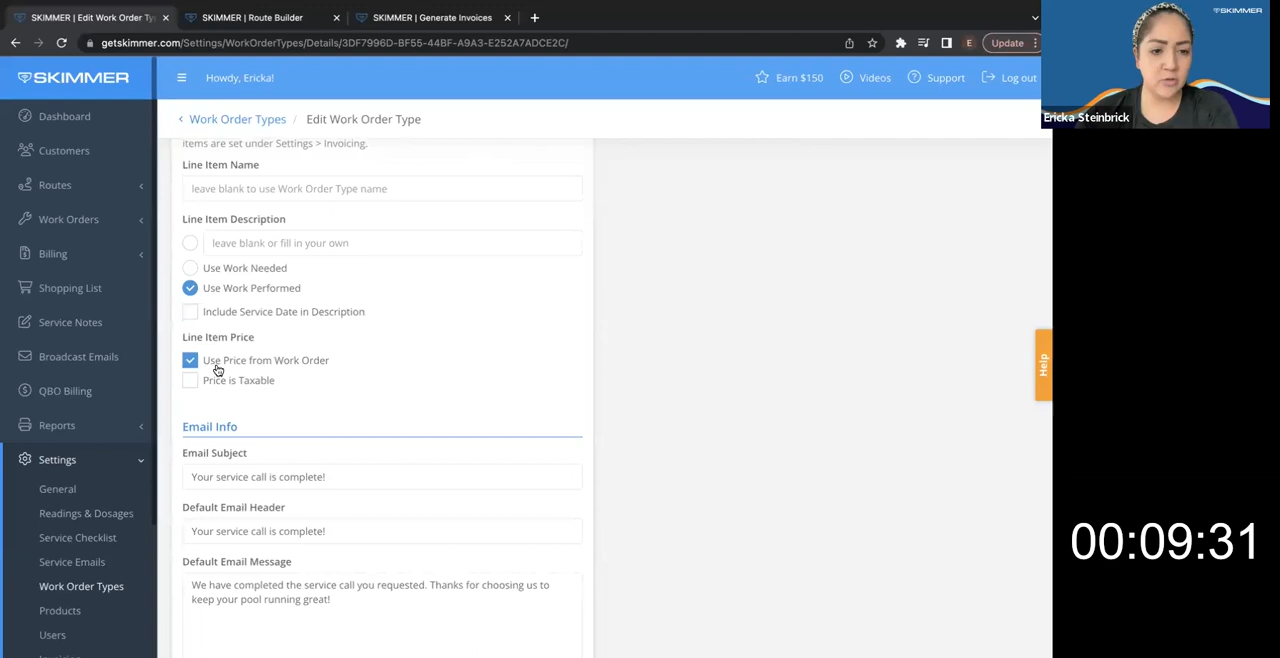 SKIMMER | Edit Work Order Ty
SKIMMER | Route Builder
SKIMMER | Generate Invoices
getskimmer.com/Settings/WorkOrderTypes/Details/3DF7996D-BF55-44BF-A9A3-E252A7ADCE2C/
E
Update
SKIMMER
Howdy, Ericka!
Earn $150
Videos
Support
Log out
SKIMMER
Ericka Steinbrick
Dashboard
Customers
Routes
Work Orders
Billing
Shopping List
Service Notes
Broadcast Emails
QBO Billing
Reports
Settings
General
Readings & Dosages
Service Checklist
Service Emails
Work Order Types
Products
Users
Work Order Types / Edit Work Order Type
items are set under Settings > Invoicing.
Line Item Name
leave blank to use Work Order Type name
Line Item Description
leave blank or fill in your own
Use Work Needed
Use Work Performed
Include Service Date in Description
Line Item Price
Use Price from Work Order
Price is Taxable
Email Info
Email Subject
Your service call is complete!
Default Email Header
Your service call is complete!
Default Email Message
We have completed the service call you requested. Thanks for choosing us to
keep your pool running great!
Help
00:09:31